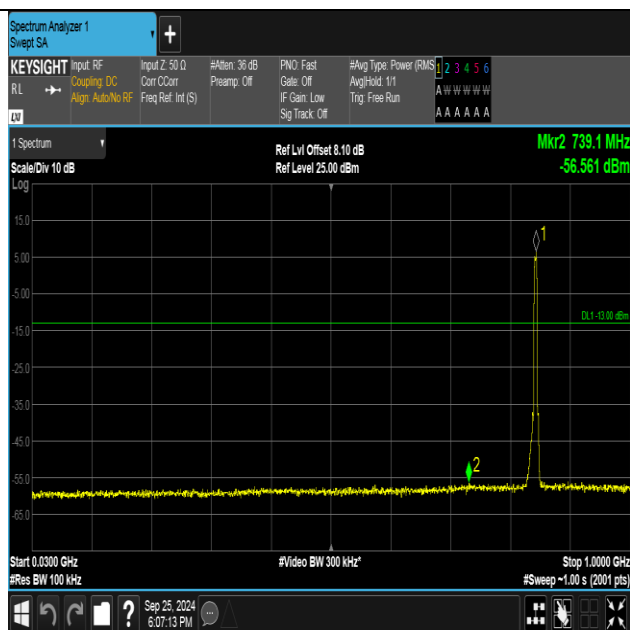 Spectrum Analyzer 1
Swept SA
+
KEYSIGHT
RL
LXI
Input: RF
Coupling: DC
Align: Auto/No RF
Input Z: 50 Ω
Corr CCorr
Freq Ref: Int (S)
#Atten: 36 dB
Preamp: Off
PNO: Fast
Gate: Off
IF Gain: Low
Sig Track: Off
#Avg Type: Power (RMS
Avg|Hold: 1/1
Trig: Free Run
1 2 3 4 5 6
A W W W W W
A A A A A A
1 Spectrum
Scale/Div 10 dB
Log
Ref Lvl Offset 8.10 dB
Ref Level 25.00 dBm
Mkr2 739.1 MHz
-56.561 dBm
15.0
5.00
-5.00
-15.0
-25.0
-35.0
-45.0
-55.0
-65.0
1
DL1 -13.00 dBm
2
Start 0.0300 GHz
#Res BW 100 kHz
#Video BW 300 kHz*
Stop 1.0000 GHz
#Sweep ~1.00 s (2001 pts)
?
Sep 25, 2024
6:07:13 PM